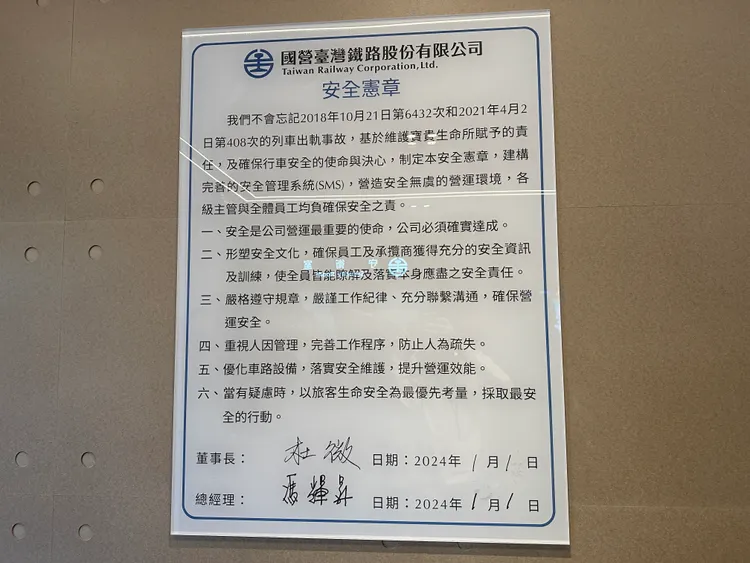 國營臺灣鐵路股份有限公司
Taiwan Railway Corporation,Ltd.
安全憲章
我們不會忘記2018年10月21日第6432次和2021年4月2
日第408次的列車出軌事故，基於維護寶貴生命所賦予的責
任，及確保行車安全的使命與決心，制定本安全憲章，建構
完善的安全管理系統(SMS)，營造安全無虞的營運環境，各
級主管與全體員工均負確保安全之責。
一、安全是公司營運最重要的使命，公司必須確實達成。
二、形塑安全文化，確保員工及承攬商獲得充分的安全資訊
及訓練，使全員皆能瞭解及落實本身應盡之安全責任。
三、嚴格遵守規章，嚴謹工作紀律、充分聯繫溝通，確保營
運安全。
四、重視人因管理，完善工作程序，防止人為疏失。
五、優化車路設備，落實安全維護，提升營運效能。
六、當有疑慮時，以旅客生命安全為最優先考量，採取最安
全的行動。
董事長：杜微 日期：2024年1月1日
總經理：馮輝昇 日期：2024年1月1日